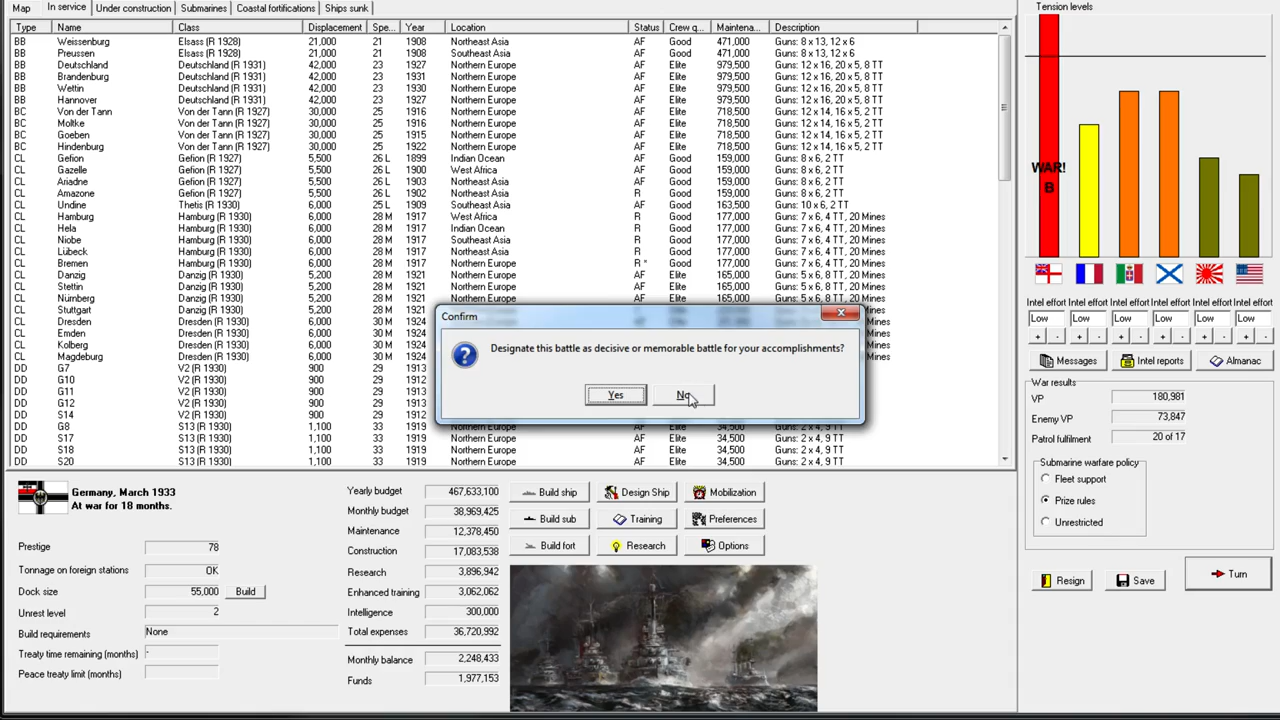 Map In service Under construction Submarines Coastal fortifications Ships sunk
Type Name Class Displacement Spe... Year Location Status Crew q... Maintena... Description
BB Weissenburg Elsass (R 1928) 21,000 21 1908 Northeast Asia AF Good 471,000 Guns: 8 x 13, 12 x 6
BB Preussen Elsass (R 1928) 21,000 21 1908 Southeast Asia AF Good 471,000 Guns: 8 x 13, 12 x 6
BB Deutschland Deutschland (R 1931) 42,000 23 1927 Northern Europe AF Elite 979,500 Guns: 12 x 16, 20 x 5, 8 TT
BB Brandenburg Deutschland (R 1931) 42,000 23 1931 Northern Europe AF Elite 979,500 Guns: 12 x 16, 20 x 5, 8 TT
BB Wettin Deutschland (R 1931) 42,000 23 1930 Northern Europe AF Elite 979,500 Guns: 12 x 16, 20 x 5, 8 TT
BB Hannover Deutschland (R 1931) 42,000 23 1927 Northern Europe AF Elite 979,500 Guns: 12 x 16, 20 x 5, 8 TT
BC Von der Tann Von der Tann (R 1927) 30,000 25 1916 Northern Europe AF Elite 718,500 Guns: 12 x 14, 16 x 5, 2 TT
BC Moltke Von der Tann (R 1927) 30,000 25 1916 Northern Europe AF Elite 718,500 Guns: 12 x 14, 16 x 5, 2 TT
BC Goeben Von der Tann (R 1927) 30,000 25 1915 Northern Europe AF Elite 718,500 Guns: 12 x 14, 16 x 5, 2 TT
BC Hindenburg Von der Tann (R 1927) 30,000 25 1922 Northern Europe AF Elite 718,500 Guns: 12 x 14, 16 x 5, 2 TT
CL Gefion Gefion (R 1927) 5,500 26 L 1899 Indian Ocean AF Good 159,000 Guns: 8 x 6, 2 TT
CL Gazelle Gefion (R 1927) 5,500 26 L 1900 West Africa AF Good 159,000 Guns: 8 x 6, 2 TT
CL Ariadne Gefion (R 1927) 5,500 26 L 1903 Northeast Asia AF Good 159,000 Guns: 8 x 6, 2 TT
CL Amazone Gefion (R 1927) 5,500 26 L 1902 Northeast Asia R Good 159,000 Guns: 8 x 6, 2 TT
CL Undine Thetis (R 1930) 6,000 26 L 1909 Southeast Asia AF Good 163,500 Guns: 10 x 6, 2 TT
CL Hamburg Hamburg (R 1930) 6,000 28 M 1917 West Africa R Good 177,000 Guns: 7 x 6, 4 TT, 20 Mines
CL Hela Hamburg (R 1930) 6,000 28 M 1917 Indian Ocean R Good 177,000 Guns: 7 x 6, 4 TT, 20 Mines
CL Niobe Hamburg (R 1930) 6,000 28 M 1917 Southeast Asia R Good 177,000 Guns: 7 x 6, 4 TT, 20 Mines
CL Lübeck Hamburg (R 1930) 6,000 28 M 1917 Northeast Asia R Good 177,000 Guns: 7 x 6, 4 TT, 20 Mines
CL Bremen Hamburg (R 1930) 6,000 28 M 1917 Northern Europe R * Good 177,000 Guns: 7 x 6, 4 TT, 20 Mines
CL Danzig Danzig (R 1930) 5,200 28 M 1921 Northern Europe AF Elite 165,000 Guns: 5 x 6, 8 TT, 20 Mines
CL Stettin Danzig (R 1930) 5,200 28 M 1921 Northern Europe AF Elite 165,000 Guns: 5 x 6, 8 TT, 20 Mines
CL Nürnberg Danzig (R 1930) 5,200 28 M 1921 Northern Europe AF Elite 165,000 Guns: 5 x 6, 8 TT, 20 Mines
CL Stuttgart Danzig (R 1930) 5,200 28 M 1921 Mines
CL Dresden Dresden (R 1930) 6,000 30 M 1924 Mines
CL Emden Dresden (R 1930) 6,000 30 M 1924 Mines
CL Kolberg Dresden (R 1930) 6,000 30 M 1924 Mines
CL Magdeburg Dresden (R 1930) 6,000 30 M 1924 Mines
DD G7 V2 (R 1930) 900 29 1913
DD G10 V2 (R 1930) 900 29 1913
DD G11 V2 (R 1930) 900 29 1913
DD G12 V2 (R 1930) 900 29 1913
DD S14 V2 (R 1930) 900 29 1914
DD G8 S13 (R 1930) 1,100 33 1919 Northern Europe AF Elite 34,500 Guns: 2 x 4, 9 TT
DD S17 S13 (R 1930) 1,100 33 1919 Northern Europe AF Elite 34,500 Guns: 2 x 4, 9 TT
DD S18 S13 (R 1930) 1,100 33 1919 Northern Europe AF Elite 34,500 Guns: 2 x 4, 9 TT
DD S20 S13 (R 1930) 1,100 33 1919 Northern Europe AF Elite 34,500 Guns: 2 x 4, 9 TT
Confirm
Designate this battle as decisive or memorable battle for your accomplishments?
Yes No
Germany, March 1933
At war for 18 months.
Prestige 78
Tonnage on foreign stations OK
Dock size 55,000 Build
Unrest level 2
Build requirements None
Treaty time remaining (months) -
Peace treaty limit (months)
Yearly budget 467,633,100
Monthly budget 38,969,425
Maintenance 12,378,450
Construction 17,083,538
Research 3,896,942
Enhanced training 3,062,062
Intelligence 300,000
Total expenses 36,720,992
Monthly balance 2,248,433
Funds 1,977,153
Build ship Design Ship Mobilization
Build sub Training Preferences
Build fort Research Options
Tension levels
WAR!
B
Intel effort Intel effort Intel effort Intel effort Intel effort Intel effort
Low Low Low Low Low Low
+ - + - + - + - + - + -
Messages Intel reports Almanac
War results
VP 180,981
Enemy VP 73,847
Patrol fulfilment 20 of 17
Submarine warfare policy
Fleet support
Prize rules
Unrestricted
Resign Save Turn